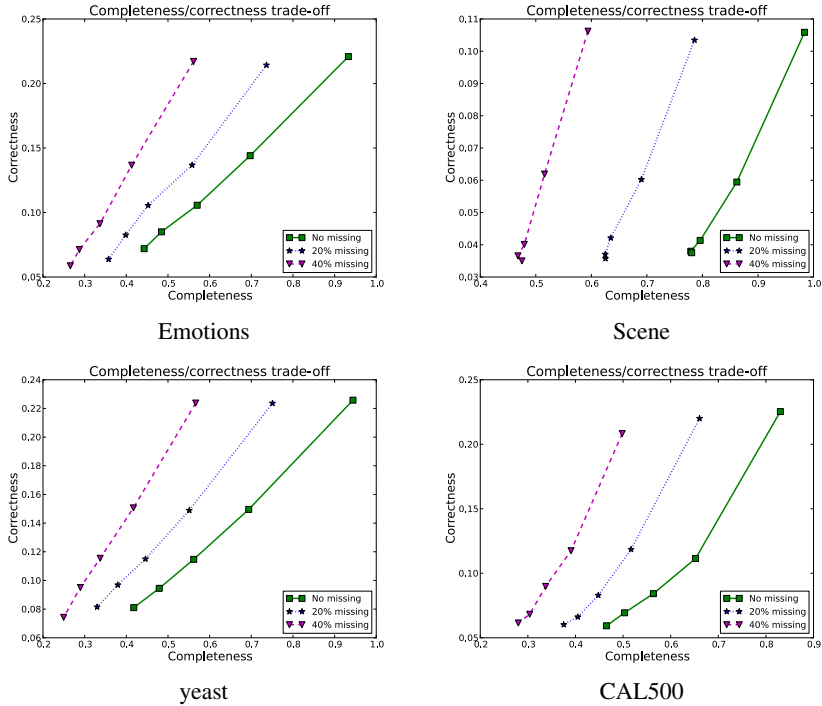 Completeness/correctness trade-off
0.25
0.20
0.15
0.10
0.05
Correctness
0.2 0.3 0.4 0.5 0.6 0.7 0.8 0.9 1.0
Completeness
No missing
20% missing
40% missing
Emotions
Completeness/correctness trade-off
0.11
0.10
0.09
0.08
0.07
0.06
0.05
0.04
0.03
Correctness
0.4 0.5 0.6 0.7 0.8 0.9 1.0
Completeness
No missing
20% missing
40% missing
Scene
Completeness/correctness trade-off
0.24
0.22
0.20
0.18
0.16
0.14
0.12
0.10
0.08
0.06
Correctness
0.2 0.3 0.4 0.5 0.6 0.7 0.8 0.9 1.0
Completeness
No missing
20% missing
40% missing
yeast
Completeness/correctness trade-off
0.25
0.20
0.15
0.10
0.05
Correctness
0.2 0.3 0.4 0.5 0.6 0.7 0.8 0.9
Completeness
No missing
20% missing
40% missing
CAL500